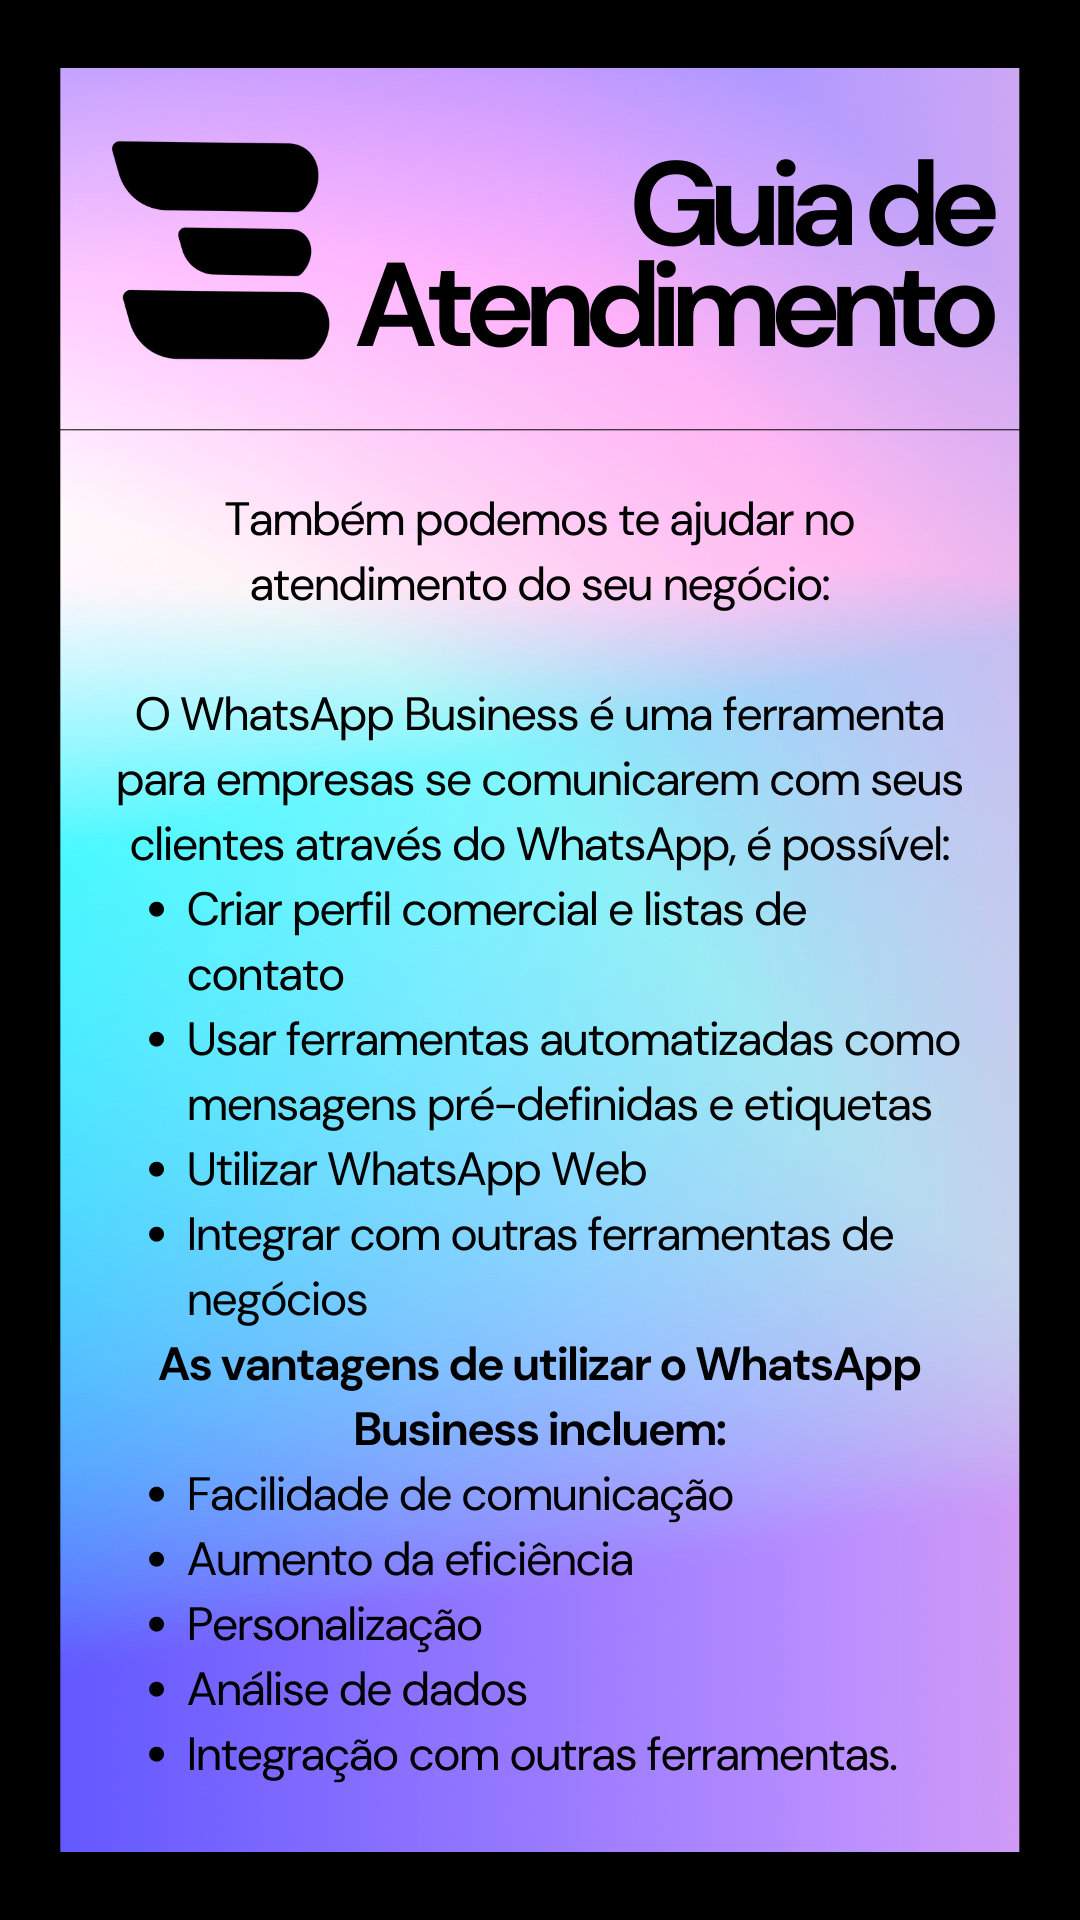 Guia de
Atendimento
Também podemos te ajudar no
atendimento do seu negócio:
O WhatsApp Business é uma ferramenta
para empresas se comunicarem com seus
clientes através do WhatsApp, é possível:
• Criar perfil comercial e listas de
contato
• Usar ferramentas automatizadas como
mensagens pré-definidas e etiquetas
• Utilizar WhatsApp Web
• Integrar com outras ferramentas de
negócios
As vantagens de utilizar o WhatsApp
Business incluem:
• Facilidade de comunicação
• Aumento da eficiência
• Personalização
• Análise de dados
• Integração com outras ferramentas.